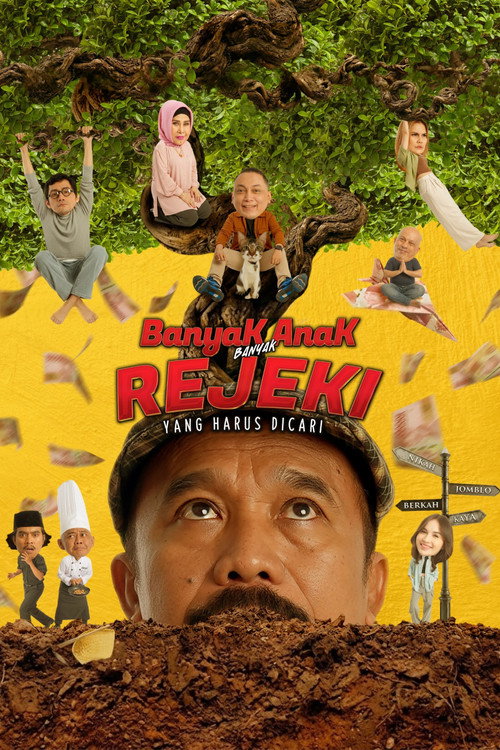 BanyaK AnaK
BANYAK
REJEKI
YANG HARUS DICARI
NIKAH
JOMBLO
BERKAH
KAYA